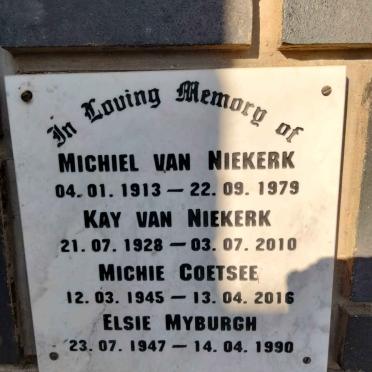 In Loving Memory of
MICHIEL VAN NIEKERK
04. 01. 1913 — 22. 09. 1979
KAY VAN NIEKERK
21. 07. 1928 — 03. 07. 2010
MICHIE COETSEE
12. 03. 1945 — 13. 04. 2016
ELSIE MYBURGH
23. 07. 1947 — 14. 04. 1990